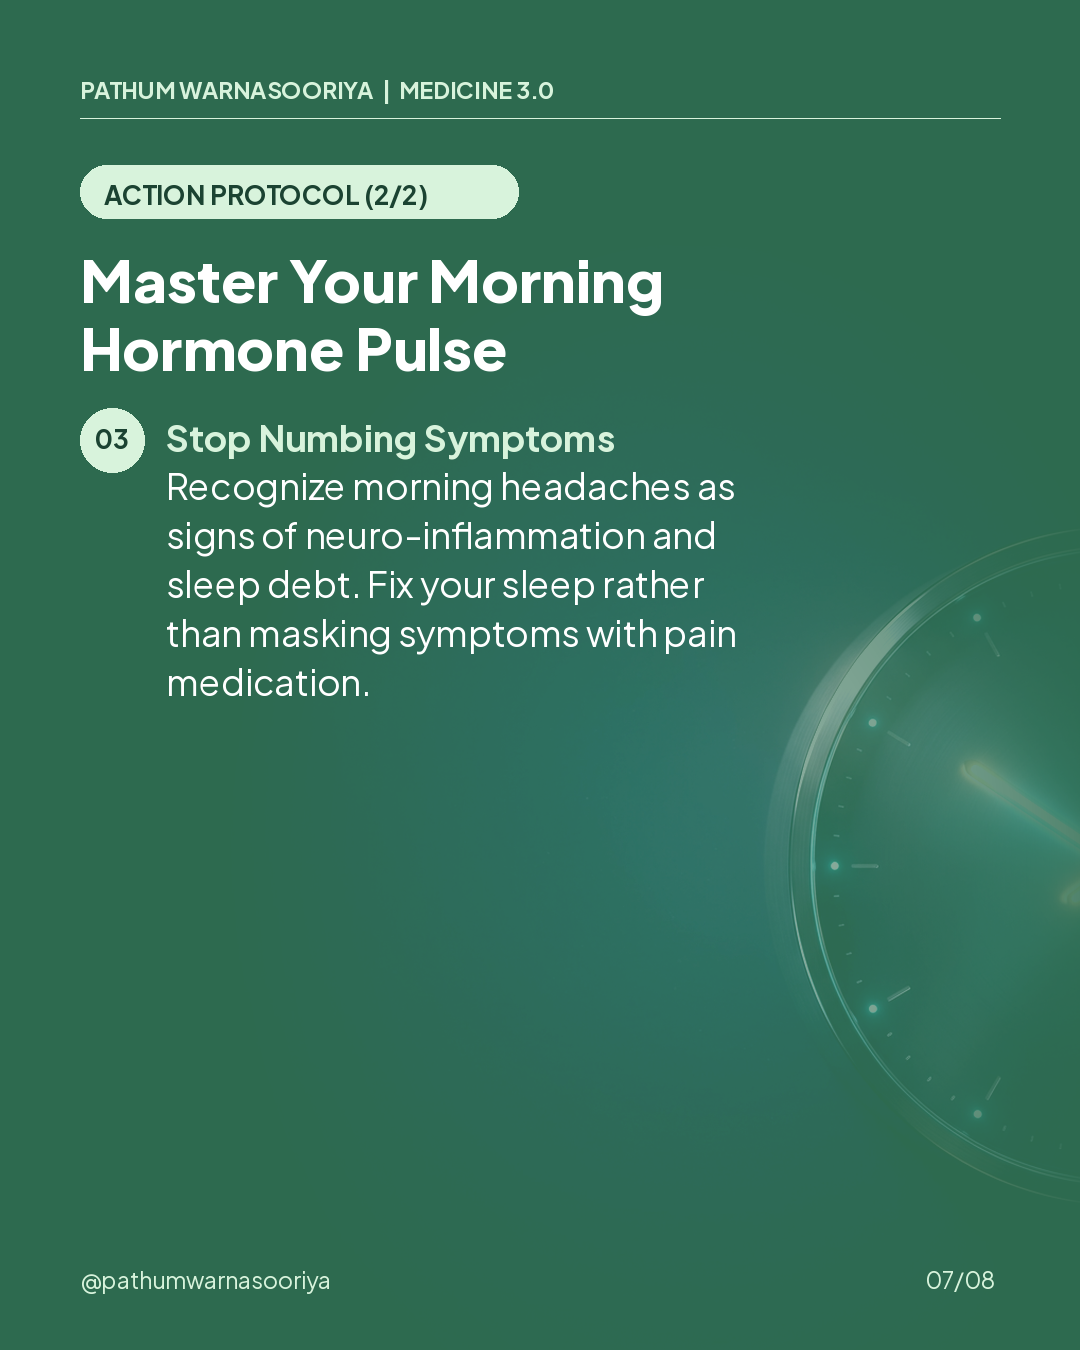 PATHUM WARNASOORIYA | MEDICINE 3.0
ACTION PROTOCOL (2/2)
Master Your Morning
Hormone Pulse
03 Stop Numbing Symptoms
Recognize morning headaches as
signs of neuro-inflammation and
sleep debt. Fix your sleep rather
than masking symptoms with pain
medication.
@pathumwarnasooriya 07/08